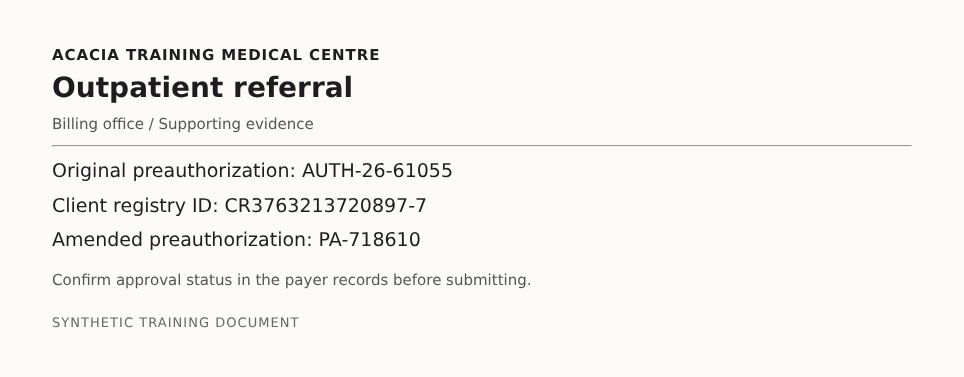 ACACIA TRAINING MEDICAL CENTRE
Outpatient referral
Billing office / Supporting evidence
Original preauthorization: AUTH-26-61055
Client registry ID: CR3763213720897-7
Amended preauthorization: PA-718610
Confirm approval status in the payer records before submitting.
SYNTHETIC TRAINING DOCUMENT